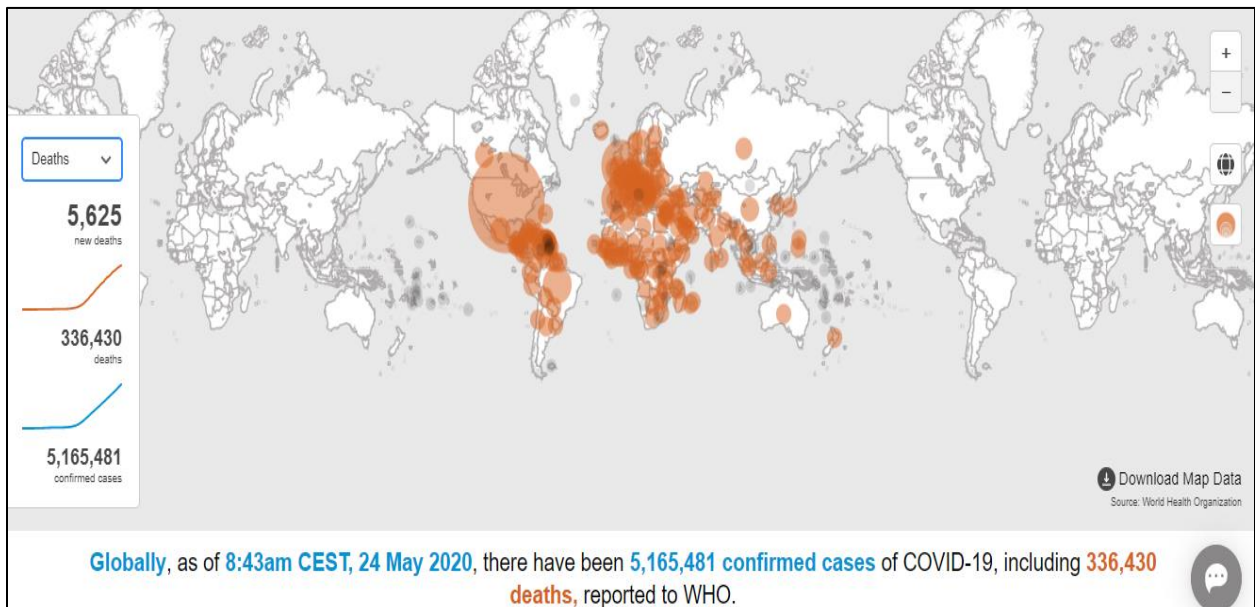 +
−
Deaths
5,625
new deaths
336,430
deaths
5,165,481
confirmed cases
Download Map Data
Source: World Health Organization
Globally, as of 8:43am CEST, 24 May 2020, there have been 5,165,481 confirmed cases of COVID-19, including 336,430
deaths, reported to WHO.